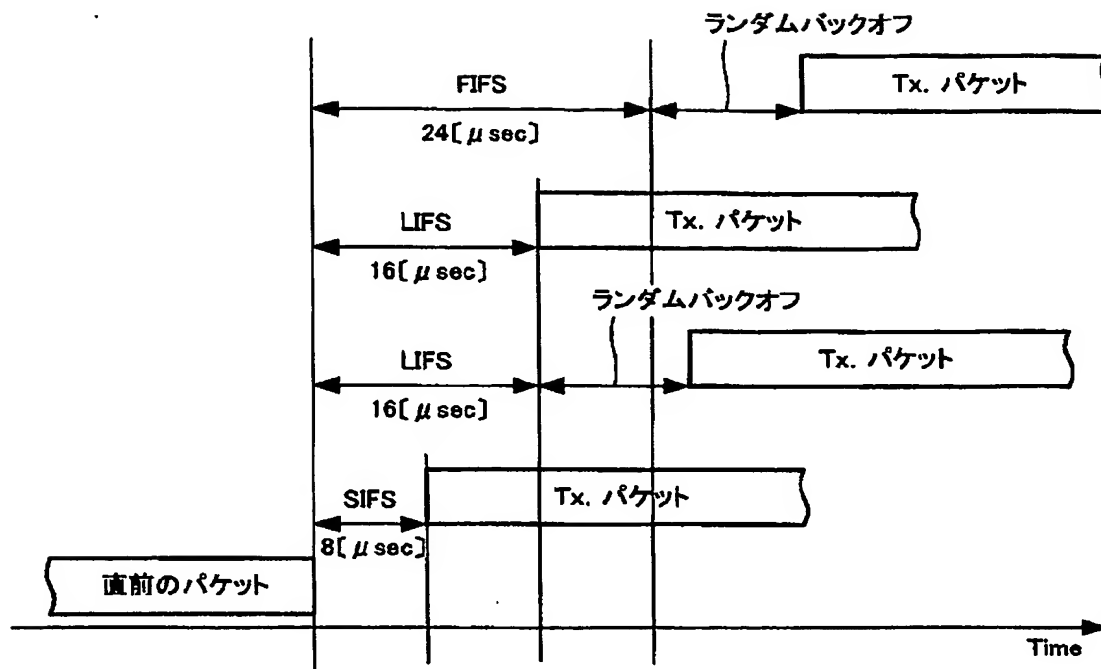 ランダムバックオフ
FIFS
Tx. パケット
24[μsec]
LIFS
Tx. パケット
16[μsec]
ランダムバックオフ
LIFS
Tx. パケット
16[μsec]
SIFS
Tx. パケット
8[μsec]
直前のパケット
Time